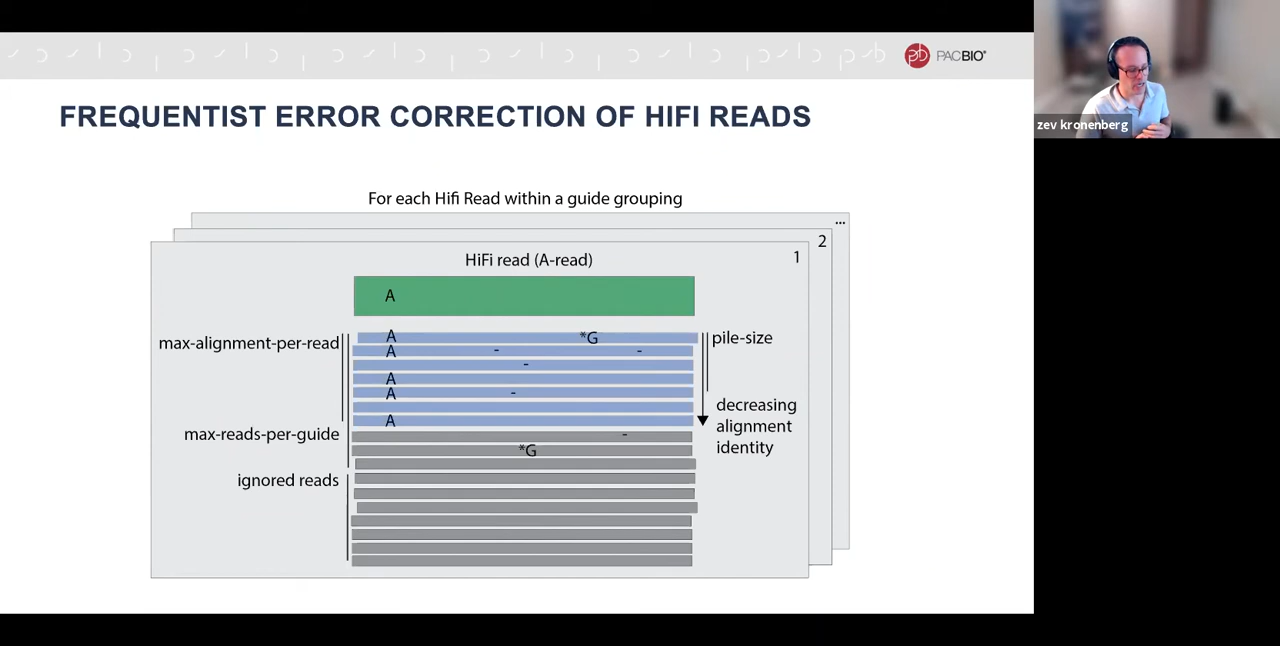 PACBIO®
zev kronenberg
FREQUENTIST ERROR CORRECTION OF HIFI READS
For each Hifi Read within a guide grouping
...
2
1
HiFi read (A-read)
A
max-alignment-per-read
A
*G
pile-size
A
-
-
-
A
A
-
decreasing
alignment
identity
A
max-reads-per-guide
-
*G
ignored reads